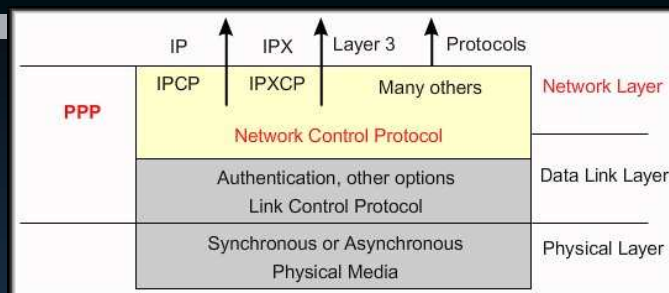 IP IPX Layer 3 Protocols
IPCP IPXCP Many others Network Layer
PPP
Network Control Protocol
Authentication, other options Data Link Layer
Link Control Protocol
Synchronous or Asynchronous Physical Layer
Physical Media